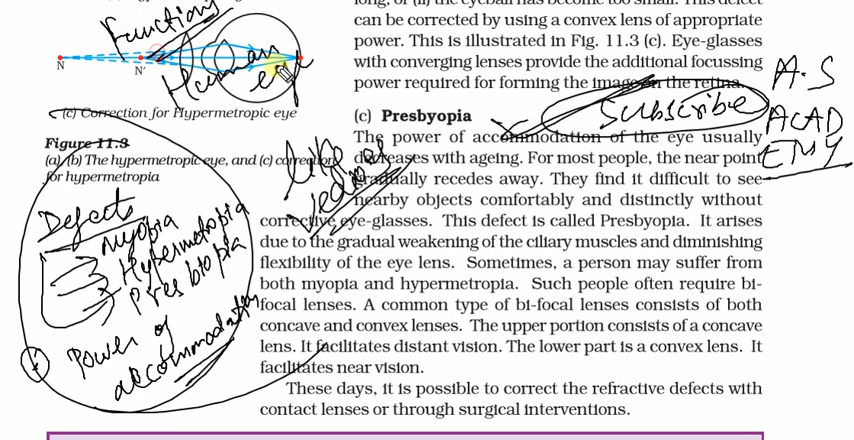 long, or (ii) the eyeball has become too small. This defect
can be corrected by using a convex lens of appropriate
power. This is illustrated in Fig. 11.3 (c). Eye-glasses
with converging lenses provide the additional focussing
power required for forming the image on the retina.
Functions
Human
eye
N
N'
(c) Correction for Hypermetropic eye
Figure 11.3
(a), (b) The hypermetropic eye, and (c) correction
for hypermetropia
A.S
ACAD
EMY
Subscribe
(c) Presbyopia
The power of accommodation of the eye usually
decreases with ageing. For most people, the near point
gradually recedes away. They find it difficult to see
nearby objects comfortably and distinctly without
corrective eye-glasses. This defect is called Presbyopia. It arises
due to the gradual weakening of the ciliary muscles and diminishing
flexibility of the eye lens. Sometimes, a person may suffer from
both myopia and hypermetropia. Such people often require bi-
focal lenses. A common type of bi-focal lenses consists of both
concave and convex lenses. The upper portion consists of a concave
lens. It facilitates distant vision. The lower part is a convex lens. It
facilitates near vision.
These days, it is possible to correct the refractive defects with
contact lenses or through surgical interventions.
Like
Defects
Myopia
Hypermetopia
Presbiopia
Power of
accommodation